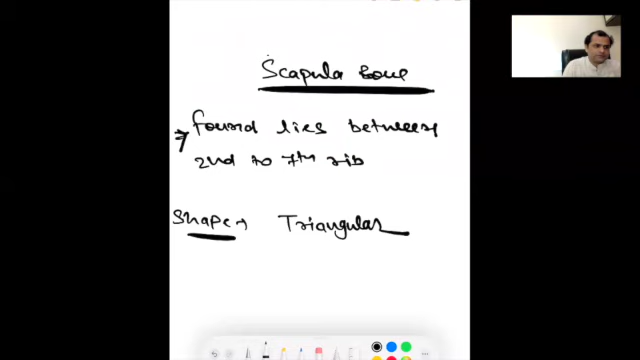 Scapula Bone
⇒ found lies between
2nd to 7th rib
Shape → Triangular